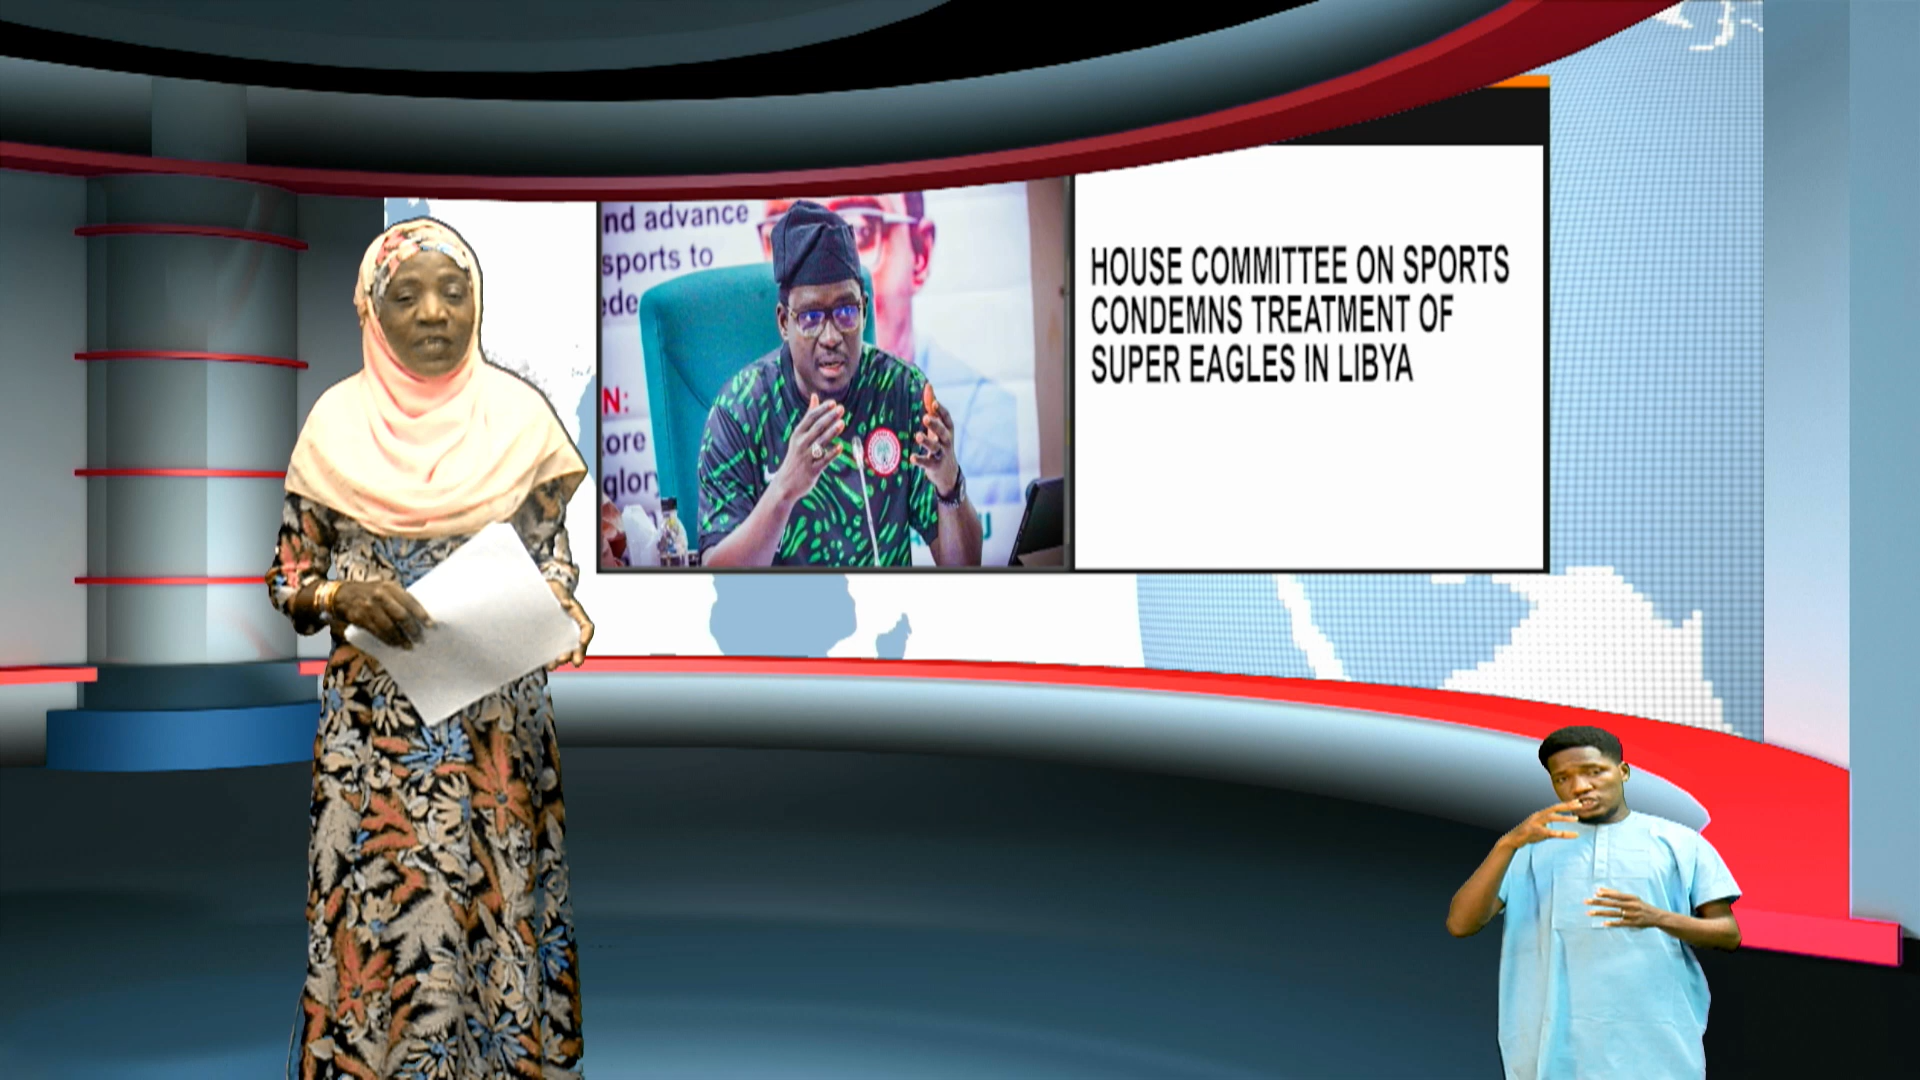 nd advance
sports to
ede
N:
ore
glory
HOUSE COMMITTEE ON SPORTS
CONDEMNS TREATMENT OF
SUPER EAGLES IN LIBYA